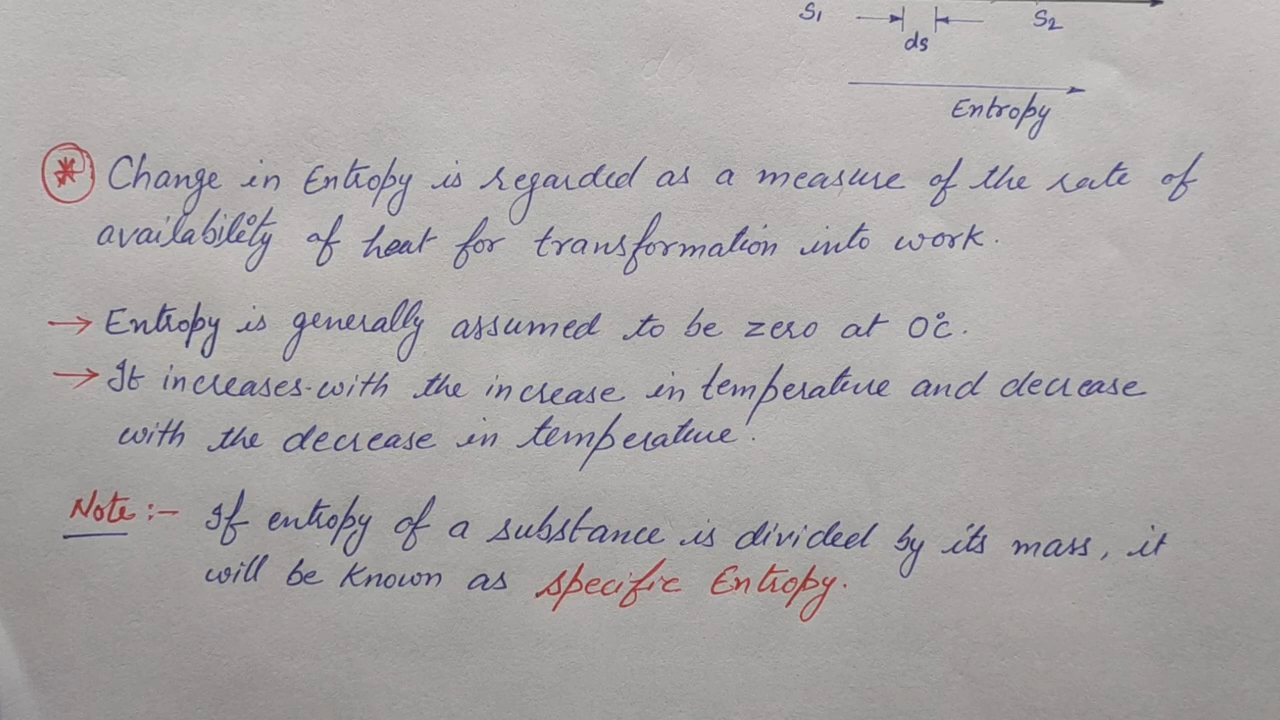 S1 ds S2
Entropy
* Change in Entropy is regarded as a measure of the rate of
availability of heat for transformation into work.
→ Entropy is generally assumed to be zero at 0°c.
→ It increases with the increase in temperature and decrease
with the decrease in temperature.
Note :- If entropy of a substance is divided by its mass, it
will be known as specific Entropy.